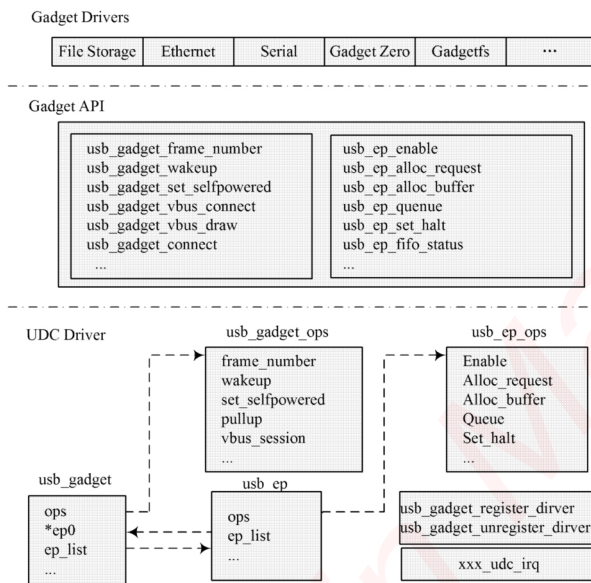 Gadget Drivers
File Storage Ethernet Serial Gadget Zero Gadgetfs ...
Gadget API
usb_gadget_frame_number
usb_gadget_wakeup
usb_gadget_set_selfpowered
usb_gadget_vbus_connect
usb_gadget_vbus_draw
usb_gadget_connect
...
usb_ep_enable
usb_ep_alloc_request
usb_ep_alloc_buffer
usb_ep_quenue
usb_ep_set_halt
usb_ep_fifo_status
...
UDC Driver
usb_gadget_ops
frame_number
wakeup
set_selfpowered
pullup
vbus_session
...
usb_ep_ops
Enable
Alloc_request
Alloc_buffer
Queue
Set_halt
...
usb_gadget
ops
*ep0
ep_list
...
usb_ep
ops
ep_list
...
usb_gadget_register_dirver
usb_gadget_unregister_dirver
xxx_udc_irq